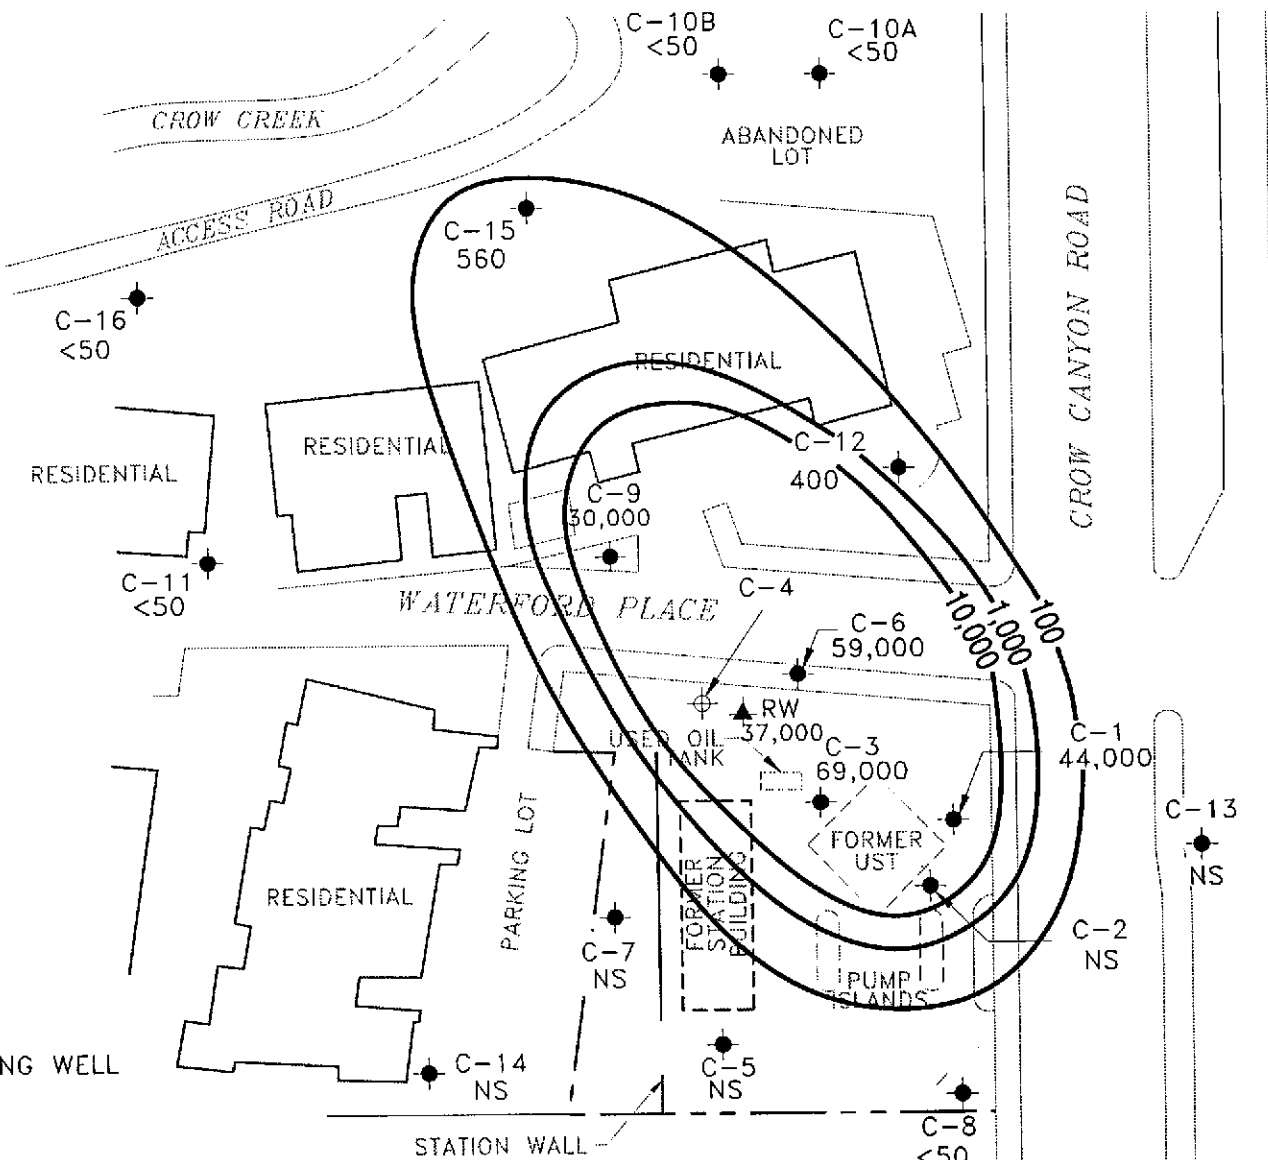 C-10B
<50
C-10A
<50
CROW CREEK
ABANDONED
LOT
ACCESS ROAD
C-15
560
CROW CANYON ROAD
C-16
<50
RESIDENTIAL
RESIDENTIAL
RESIDENTIAL
C-12
400
C-9
30,000
C-11
<50
WATERFORD PLACE
C-4
C-6
59,000
10,000
1,000
100
RW
37,000
USED OIL
TANK
C-3
69,000
C-1
44,000
C-13
NS
FORMER
UST
PARKING LOT
FORMER
STATION
BUILDING
RESIDENTIAL
C-7
NS
C-2
NS
PUMP
ISLANDS
NG WELL
C-14
NS
C-5
NS
C-8
<50
STATION WALL